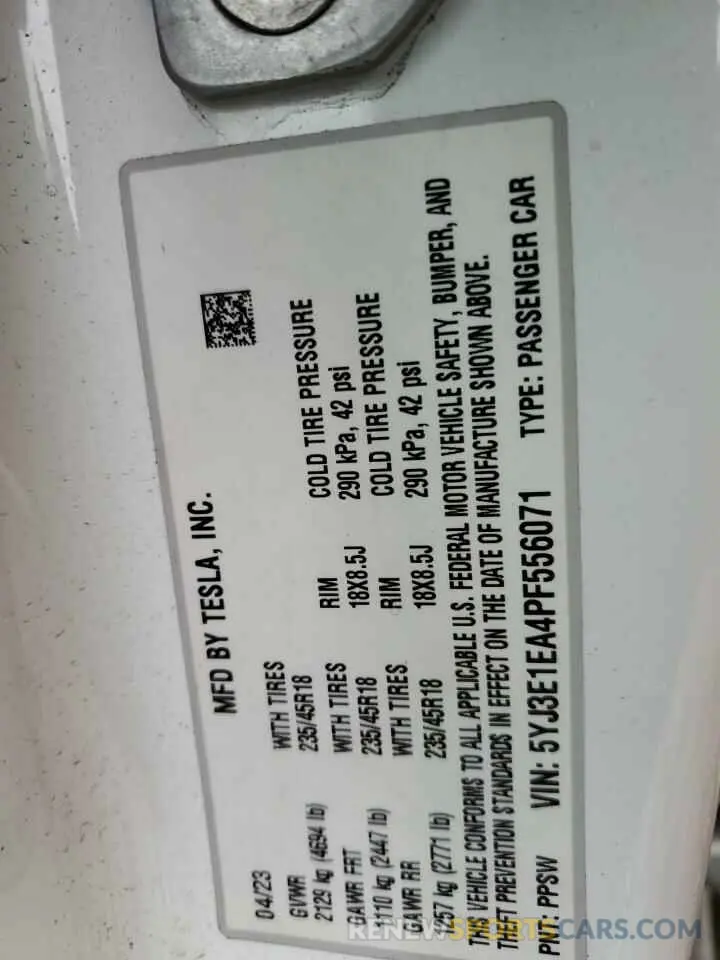 MFD BY TESLA, INC.
04/23
GVWR WITH TIRES RIM COLD TIRE PRESSURE
2129 kg (4694 lb) 235/45R18 18X8.5J 290 kPa, 42 psi
GAWR FRT WITH TIRES RIM COLD TIRE PRESSURE
1110 kg (2447 lb) 235/45R18 18X8.5J 290 kPa, 42 psi
GAWR RR WITH TIRES
1257 kg (2771 lb) 235/45R18
THIS VEHICLE CONFORMS TO ALL APPLICABLE U.S. FEDERAL MOTOR VEHICLE SAFETY, BUMPER, AND
THEFT PREVENTION STANDARDS IN EFFECT ON THE DATE OF MANUFACTURE SHOWN ABOVE.
PNT: PPSW VIN: 5YJ3E1EA4PF556071 TYPE: PASSENGER CAR
RENEWSUSEDCARS.COM